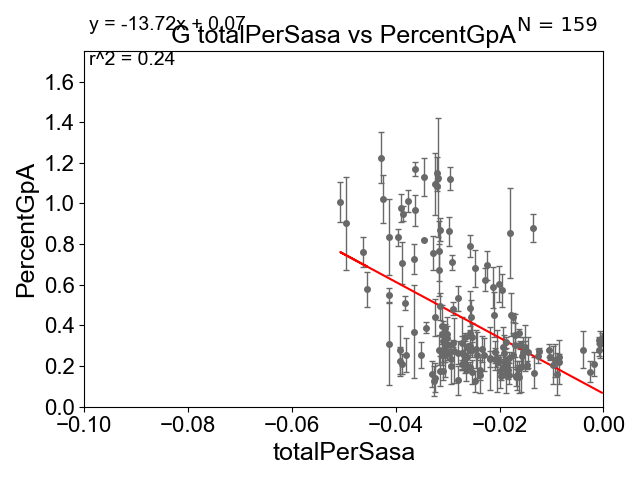 y = -13.72x + 0.07
G totalPerSasa vs PercentGpA
N = 159
r^2 = 0.24
PercentGpA
1.6
1.4
1.2
1.0
0.8
0.6
0.4
0.2
0.0
−0.10 −0.08 −0.06 −0.04 −0.02 0.00
totalPerSasa